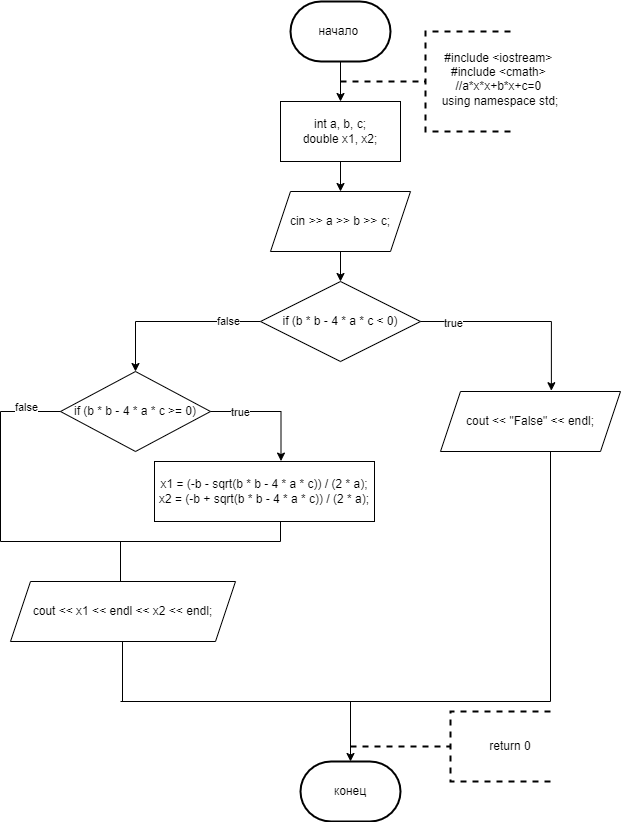 начало
#include <iostream>
#include <cmath>
//a*x*x+b*x+c=0
using namespace std;
int a, b, c;
double x1, x2;
cin >> a >> b >> c;
if (b * b - 4 * a * c < 0)
false
true
if (b * b - 4 * a * c >= 0)
false
true
cout << "False" << endl;
x1 = (-b - sqrt(b * b - 4 * a * c)) / (2 * a);
x2 = (-b + sqrt(b * b - 4 * a * c)) / (2 * a);
cout << x1 << endl << x2 << endl;
return 0
конец